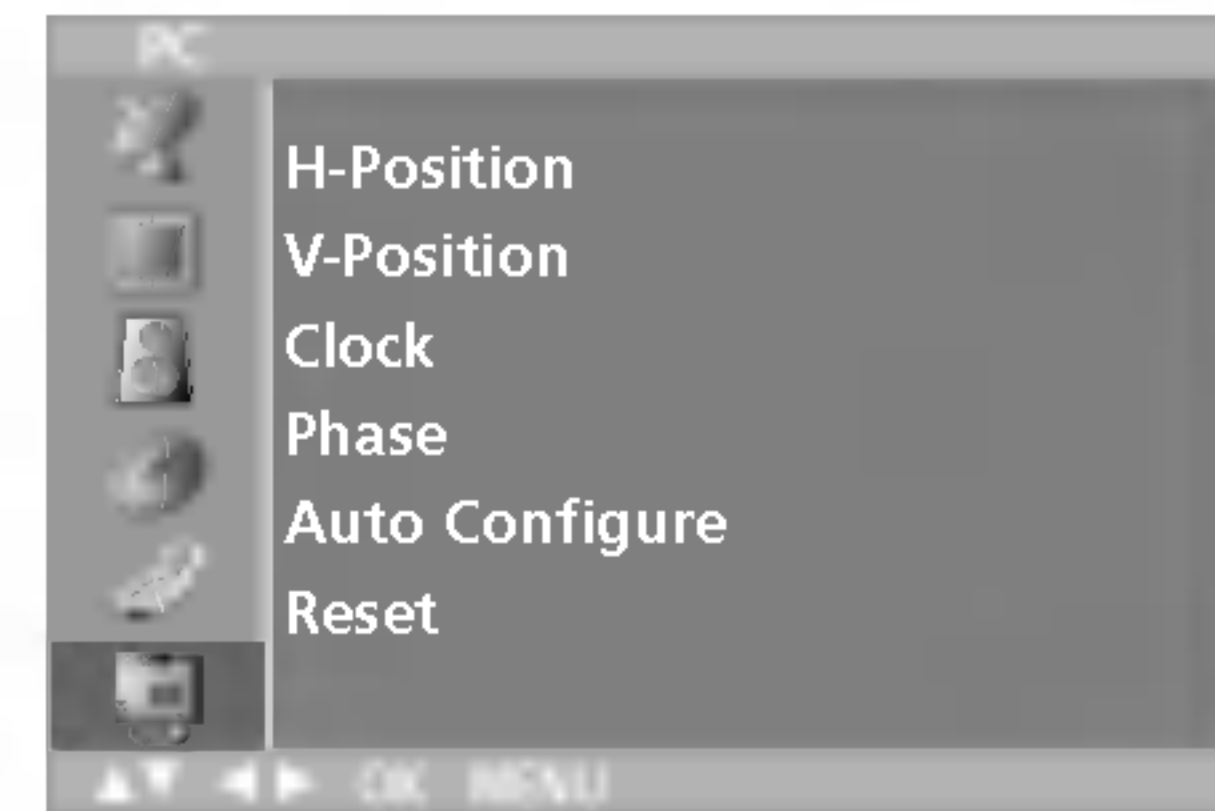 PC
H-Position
V-Position
Clock
Phase
Auto Configure
Reset
▲▼ ◀ ▶ OK MENU